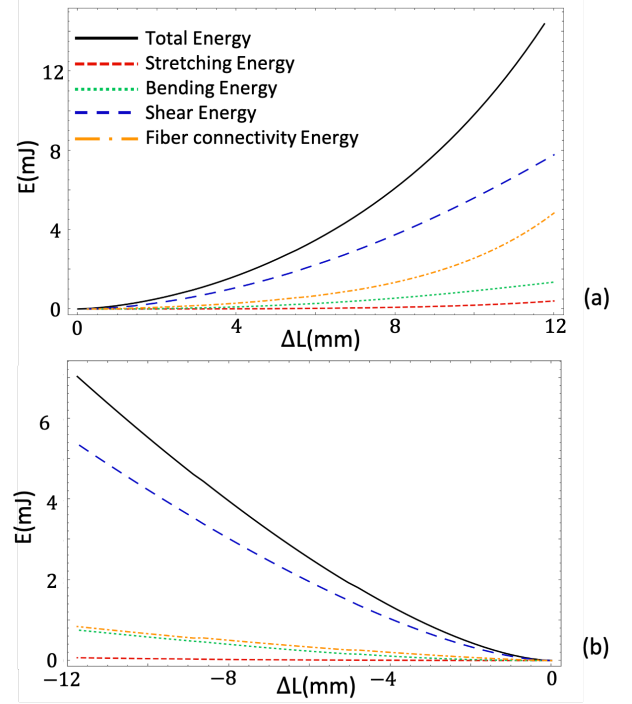 Total Energy
Stretching Energy
Bending Energy
Shear Energy
Fiber connectivity Energy
12
8
4
0
E(mJ)
0 4 8 12
ΔL(mm)
(a)
6
4
2
0
E(mJ)
−12 −8 −4 0
ΔL(mm)
(b)